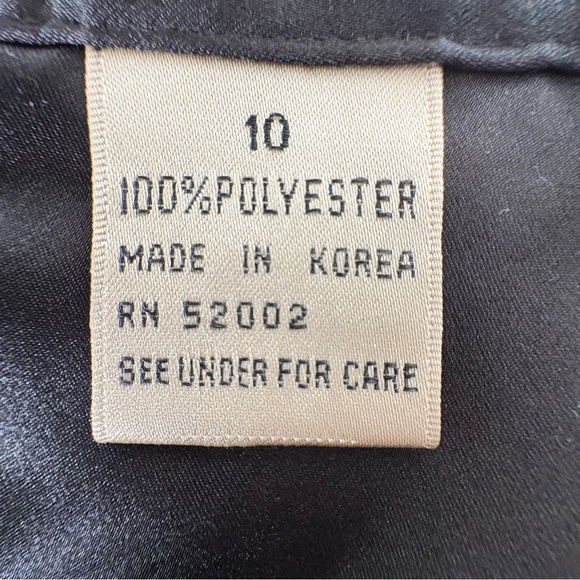 10
100%POLYESTER
MADE IN KOREA
RN 52002
SEE UNDER FOR CARE